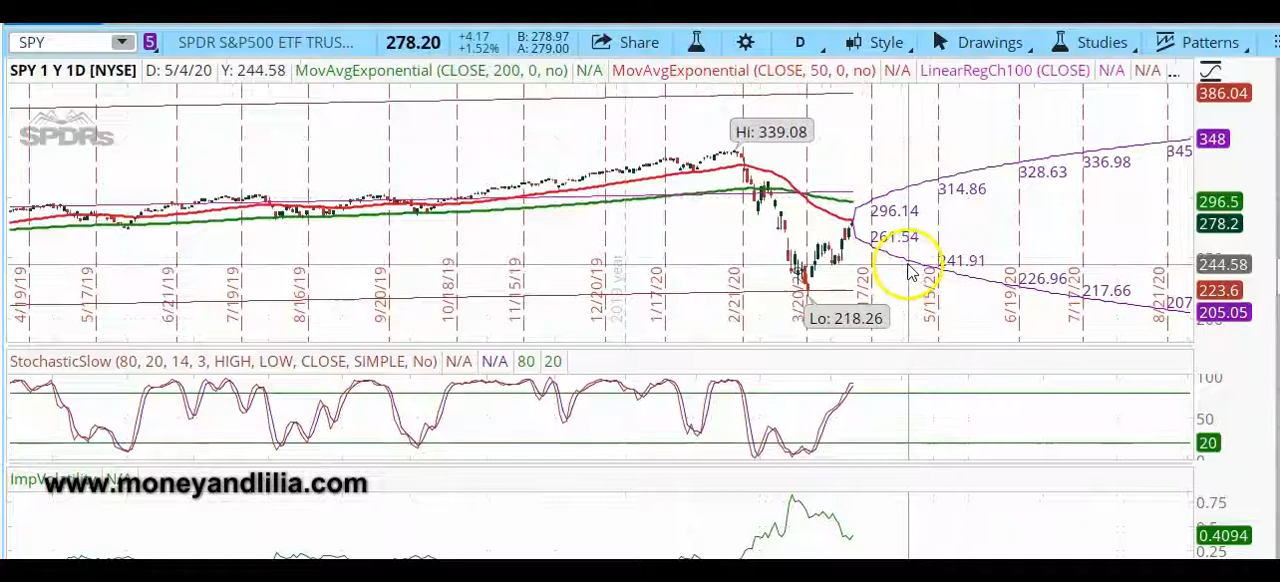 SPY 5 SPDR S&P500 ETF TRUS... 278.20 +4.17 +1.52% B: 278.97 A: 279.00 Share D Style Drawings Studies Patterns
SPY 1 Y 1D [NYSE] D: 5/4/20 Y: 244.58 MovAvgExponential (CLOSE, 200, 0, no) N/A MovAvgExponential (CLOSE, 50, 0, no) N/A LinearRegCh100 (CLOSE) N/A N/A ...
386.04
SPDRs
Hi: 339.08
348
345
336.98
328.63
314.86
296.5
296.14
278.2
261.54
241.91
244.58
226.96
217.66
207
223.6
205.05
Lo: 218.26
4/19/19 5/17/19 6/21/19 7/19/19 8/16/19 9/20/19 10/18/19 11/15/19 12/20/19 2019 year 1/17/20 2/21/20 3/20/20 7/20 5/15/20 6/19/20 7/17/20 8/21/20
StochasticSlow (80, 20, 14, 3, HIGH, LOW, CLOSE, SIMPLE, No) N/A N/A 80 20
100
50
20
ImpVolatility N/A
www.moneyandlilia.com
0.75
0.4094
0.25